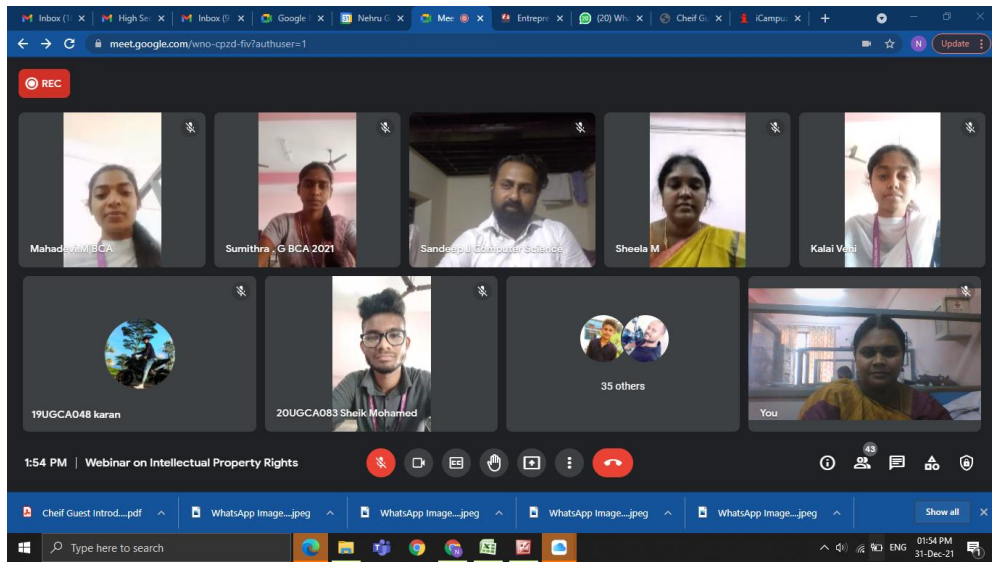 Inbox (1
High Se
Inbox (9
Google
Nehru G
Mee
Entrepre
(20) Wh
Cheif G
iCampu
meet.google.com/wno-cpzd-fiv?authuser=1
N
Update
REC
Mahadevi.M BCA
Sumithra . G BCA 2021
Sandeep J Computer Science
Sheela M
Kalai Veni
19UGCA048 karan
20UGCA083 Sheik Mohamed
35 others
You
1:54 PM | Webinar on Intellectual Property Rights
CC
43
Cheif Guest Introd....pdf
WhatsApp Image....jpeg
WhatsApp Image....jpeg
WhatsApp Image....jpeg
WhatsApp Image....jpeg
Show all
Type here to search
ENG
01:54 PM
31-Dec-21